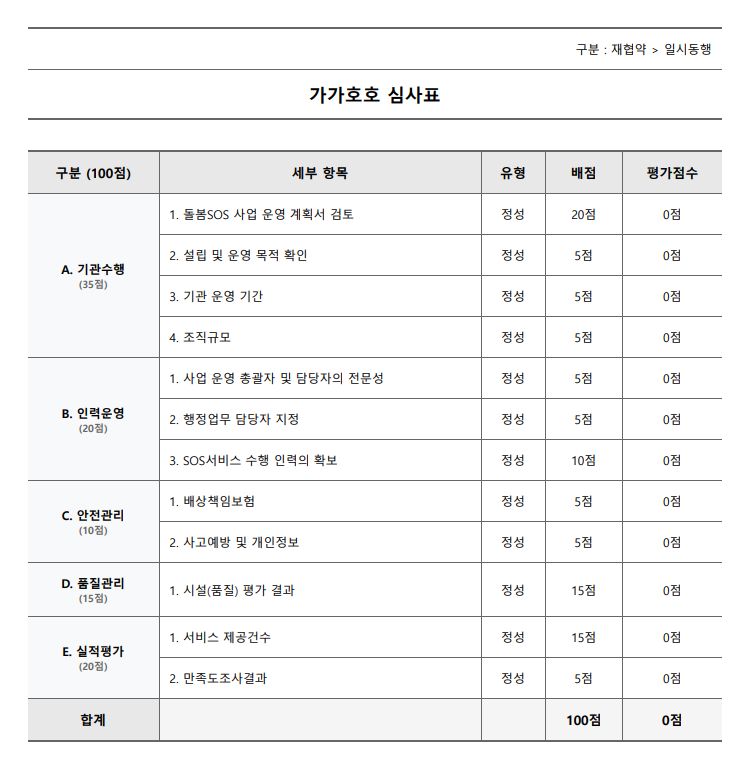 구분 : 재협약 > 일시동행
가가호호 심사표
구분 (100점) 세부 항목 유형 배점 평가점수
A. 기관수행
(35점)
1. 돌봄SOS 사업 운영 계획서 검토 정성 20점 0점
2. 설립 및 운영 목적 확인 정성 5점 0점
3. 기관 운영 기간 정성 5점 0점
4. 조직규모 정성 5점 0점
B. 인력운영
(20점)
1. 사업 운영 총괄자 및 담당자의 전문성 정성 5점 0점
2. 행정업무 담당자 지정 정성 5점 0점
3. SOS서비스 수행 인력의 확보 정성 10점 0점
C. 안전관리
(10점)
1. 배상책임보험 정성 5점 0점
2. 사고예방 및 개인정보 정성 5점 0점
D. 품질관리
(15점)
1. 시설(품질) 평가 결과 정성 15점 0점
E. 실적평가
(20점)
1. 서비스 제공건수 정성 15점 0점
2. 만족도조사결과 정성 5점 0점
합계 100점 0점